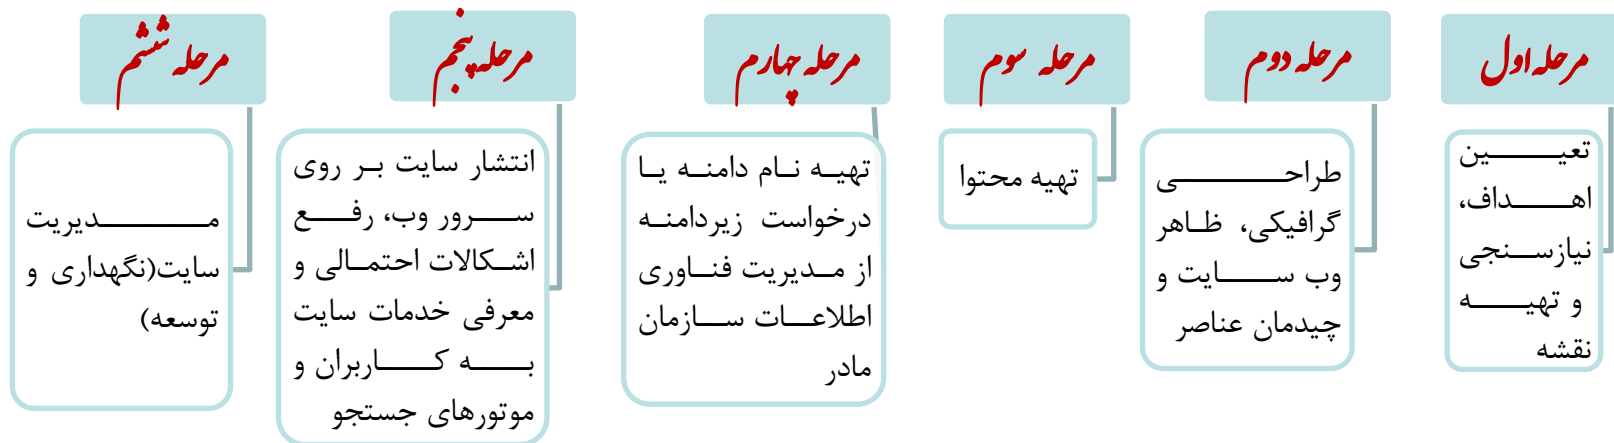 مرحله اول
تعیین
اهداف،
نیازسنجی
و تهیه
نقشه
مرحله دوم
طراحی
گرافیکی، ظاهر
وب سایت و
چیدمان عناصر
مرحله سوم
تهیه محتوا
مرحله چهارم
تهیه نام دامنه یا
درخواست زیردامنه
از مدیریت فناوری
اطلاعات سازمان
مادر
مرحله پنجم
انتشار سایت بر روی
سرور وب، رفع
اشکالات احتمالی و
معرفی خدمات سایت
به کاربران و
موتورهای جستجو
مرحله ششم
مدیریت
سایت(نگهداری و
توسعه)